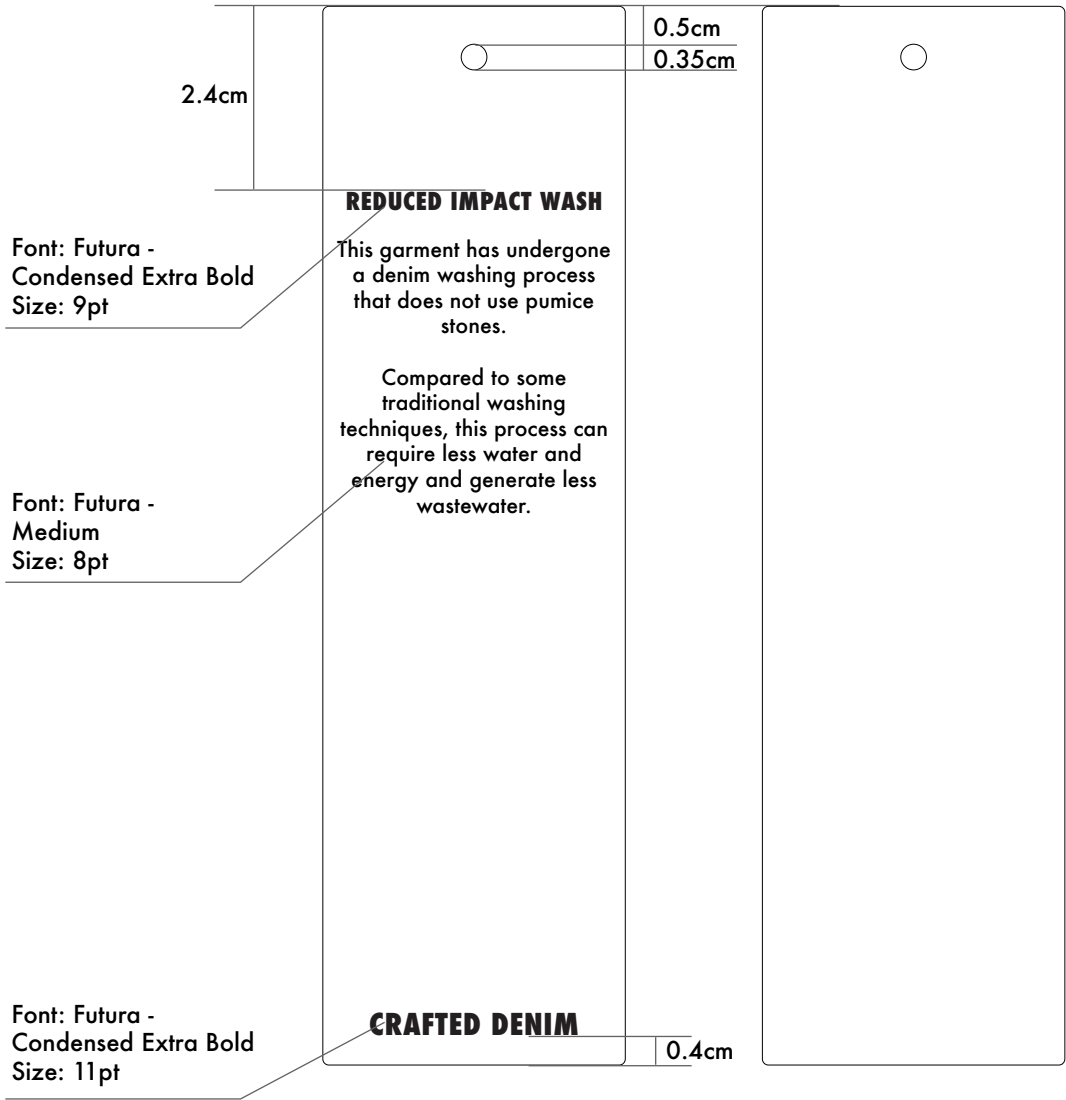 0.5cm
0.35cm
2.4cm
REDUCED IMPACT WASH
Font: Futura -
Condensed Extra Bold
Size: 9pt
This garment has undergone
a denim washing process
that does not use pumice
stones.
Compared to some
traditional washing
techniques, this process can
require less water and
energy and generate less
wastewater.
Font: Futura -
Medium
Size: 8pt
Font: Futura -
Condensed Extra Bold
Size: 11pt
CRAFTED DENIM
0.4cm